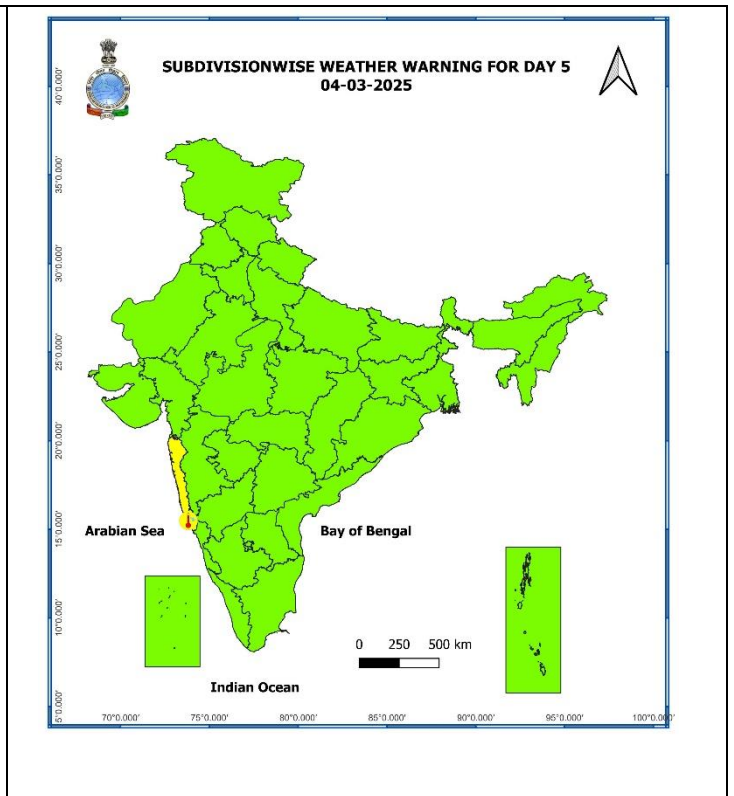 SUBDIVISIONWISE WEATHER WARNING FOR DAY 5
04-03-2025
40°0.000'
35°0.000'
30°0.000'
25°0.000'
20°0.000'
15°0.000'
10°0.000'
5°0.000'
Arabian Sea
Bay of Bengal
0 250 500 km
Indian Ocean
70°0.000' 75°0.000' 80°0.000' 85°0.000' 90°0.000' 95°0.000' 100°0.000'